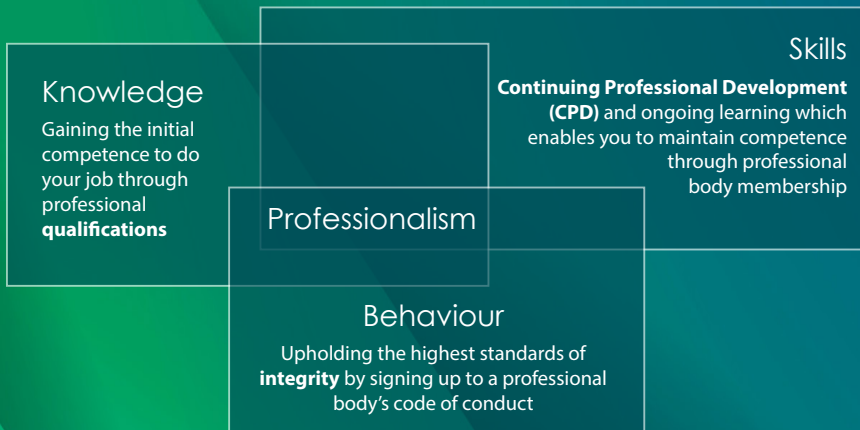 Knowledge
Gaining the initial
competence to do
your job through
professional
qualifications
Skills
Continuing Professional Development
(CPD) and ongoing learning which
enables you to maintain competence
through professional
body membership
Professionalism
Behaviour
Upholding the highest standards of
integrity by signing up to a professional
body's code of conduct